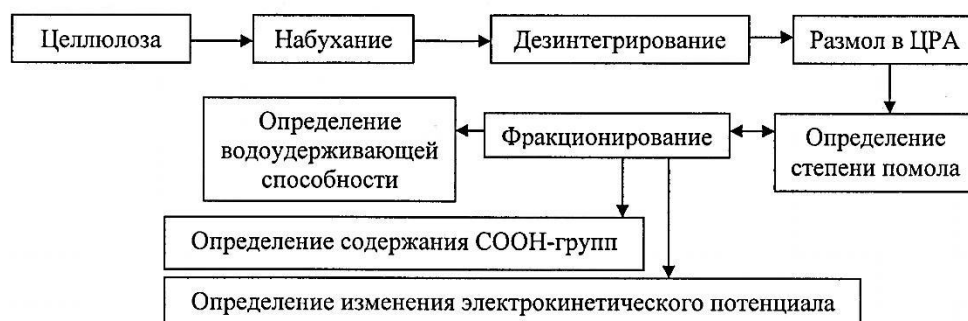 Целлюлоза
Набухание
Дезинтегрирование
Размол в ЦРА
Определение
водоудерживающей
способности
Фракционирование
Определение
степени помола
Определение содержания СООН-групп
Определение изменения электрокинетического потенциала